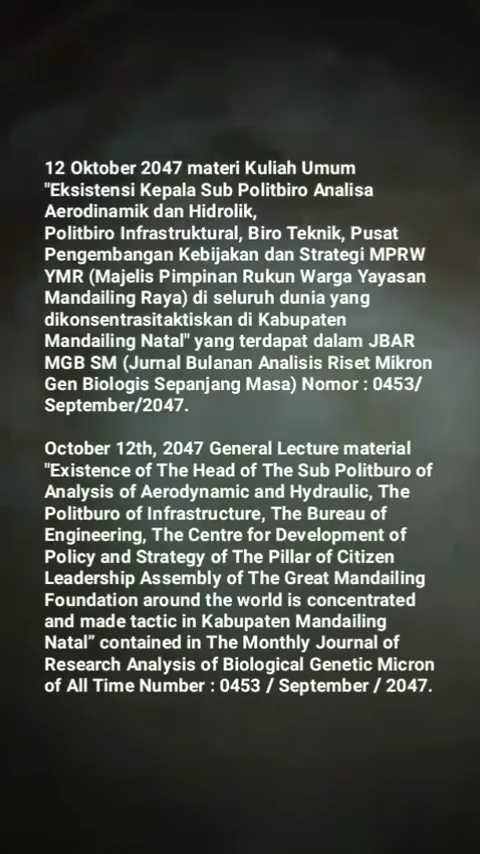 12 Oktober 2047 materi Kuliah Umum
"Eksistensi Kepala Sub Politbiro Analisa
Aerodinamik dan Hidrolik,
Politbiro Infrastruktural, Biro Teknik, Pusat
Pengembangan Kebijakan dan Strategi MPRW
YMR (Majelis Pimpinan Rukun Warga Yayasan
Mandailing Raya) di seluruh dunia yang
dikonsentrasitaktiskan di Kabupaten
Mandailing Natal" yang terdapat dalam JBAR
MGB SM (Jurnal Bulanan Analisis Riset Mikron
Gen Biologis Sepanjang Masa) Nomor : 0453/
September/2047.
October 12th, 2047 General Lecture material
"Existence of The Head of The Sub Politburo of
Analysis of Aerodynamic and Hydraulic, The
Politburo of Infrastructure, The Bureau of
Engineering, The Centre for Development of
Policy and Strategy of The Pillar of Citizen
Leadership Assembly of The Great Mandailing
Foundation around the world is concentrated
and made tactic in Kabupaten Mandailing
Natal” contained in The Monthly Journal of
Research Analysis of Biological Genetic Micron
of All Time Number : 0453 / September / 2047.